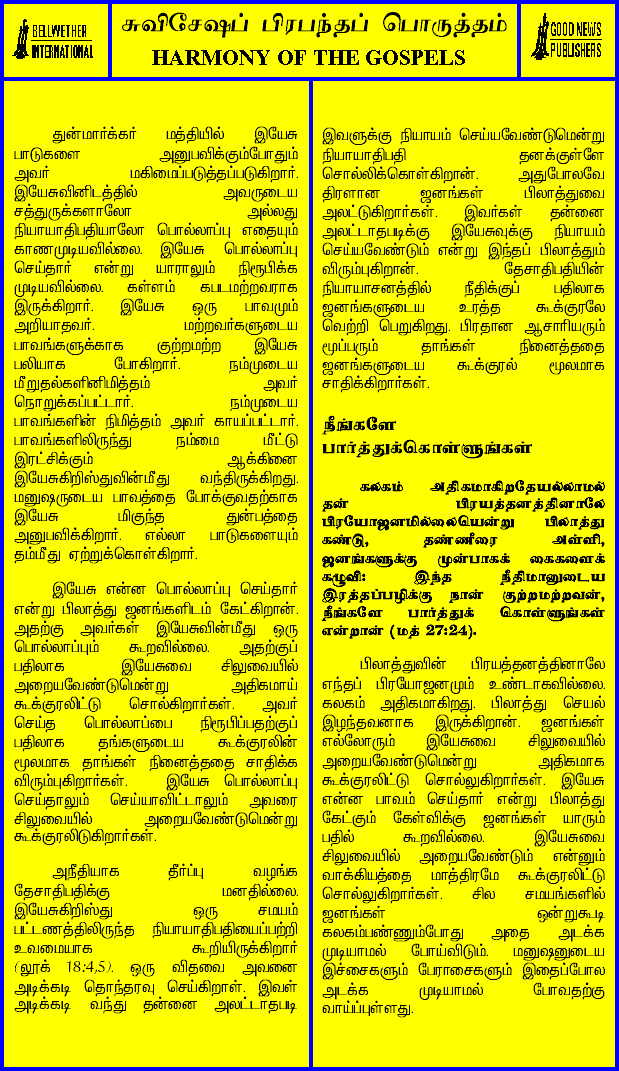 BELLWETHER
INTERNATIONAL
சுவிசேஷப் பிரபந்தப் பொருத்தம்
HARMONY OF THE GOSPELS
GOOD NEWS
PUBLISHERS
துன்மார்க்கர் மத்தியில் இயேசு
பாடுகளை அனுபவிக்கும்போதும்
அவர் மகிமைப்படுத்தப்படுகிறார்.
இயேசுவினிடத்தில் அவருடைய
சத்துருக்களாலோ அல்லது
நியாயாதிபதியாலோ பொல்லாப்பு எதையும்
காணமுடியவில்லை. இயேசு பொல்லாப்பு
செய்தார் என்று யாராலும் நிரூபிக்க
முடியவில்லை. கள்ளம் கபடமற்றவராக
இருக்கிறார். இயேசு ஒரு பாவமும்
அறியாதவர். மற்றவர்களுடைய
பாவங்களுக்காக குற்றமற்ற இயேசு
பலியாக போகிறார். நம்முடைய
மீறுதல்களினிமித்தம் அவர்
நொறுக்கப்பட்டார். நம்முடைய
பாவங்களின் நிமித்தம் அவர் காயப்பட்டார்.
பாவங்களிலிருந்து நம்மை மீட்டு
இரட்சிக்கும் ஆக்கினை
இயேசுகிறிஸ்துவின்மீது வந்திருக்கிறது.
மனுஷருடைய பாவத்தை போக்குவதற்காக
இயேசு மிகுந்த துன்பத்தை
அனுபவிக்கிறார். எல்லா பாடுகளையும்
தம்மீது ஏற்றுக்கொள்கிறார்.
இயேசு என்ன பொல்லாப்பு செய்தார்
என்று பிலாத்து ஜனங்களிடம் கேட்கிறான்.
அதற்கு அவர்கள் இயேசுவின்மீது ஒரு
பொல்லாப்பும் கூறவில்லை. அதற்குப்
பதிலாக இயேசுவை சிலுவையில்
அறையவேண்டுமென்று அதிகமாய்
கூக்குரலிட்டு சொல்கிறார்கள். அவர்
செய்த பொல்லாப்பை நிரூபிப்பதற்குப்
பதிலாக தங்களுடைய கூக்குரலின்
மூலமாக தாங்கள் நினைத்ததை சாதிக்க
விரும்புகிறார்கள். இயேசு பொல்லாப்பு
செய்தாலும் செய்யாவிட்டாலும் அவரை
சிலுவையில் அறையவேண்டுமென்று
கூக்குரலிடுகிறார்கள்.
அநீதியாக தீர்ப்பு வழங்க
தேசாதிபதிக்கு மனதில்லை.
இயேசுகிறிஸ்து ஒரு சமயம்
பட்டணத்திலிருந்த நியாயாதிபதியைப்பற்றி
உவமையாக கூறியிருக்கிறார்
(லூக் 18:4,5). ஒரு விதவை அவனை
அடிக்கடி தொந்தரவு செய்கிறாள். இவள்
அடிக்கடி வந்து தன்னை அலட்டாதபடி
இவளுக்கு நியாயம் செய்யவேண்டுமென்று
நியாயாதிபதி தனக்குள்ளே
சொல்லிக்கொள்கிறான். அதுபோலவே
திரளான ஜனங்கள் பிலாத்துவை
அலட்டுகிறார்கள். இவர்கள் தன்னை
அலட்டாதபடிக்கு இயேசுவுக்கு நியாயம்
செய்யவேண்டும் என்று இந்தப் பிலாத்தும்
விரும்புகிறான். தேசாதிபதியின்
நியாயாசனத்தில் நீதிக்குப் பதிலாக
ஜனங்களுடைய உரத்த கூக்குரலே
வெற்றி பெறுகிறது. பிரதான ஆசாரியரும்
மூப்பரும் தாங்கள் நினைத்ததை
ஜனங்களுடைய கூக்குரல் மூலமாக
சாதிக்கிறார்கள்.
நீங்களே
பார்த்துக்கொள்ளுங்கள்
கலகம் அதிகமாகிறதேயல்லாமல்
தன் பிரயத்தனத்தினாலே
பிரயோஜனமில்லையென்று பிலாத்து
கண்டு, தண்ணீரை அள்ளி,
ஜனங்களுக்கு முன்பாகக் கைகளைக்
கழுவி: இந்த நீதிமானுடைய
இரத்தப்பழிக்கு நான் குற்றமற்றவன்,
நீங்களே பார்த்துக் கொள்ளுங்கள்
என்றான் (மத் 27:24).
பிலாத்துவின் பிரயத்தனத்தினாலே
எந்தப் பிரயோஜனமும் உண்டாகவில்லை.
கலகம் அதிகமாகிறது. பிலாத்து செயல்
இழந்தவனாக இருக்கிறான். ஜனங்கள்
எல்லோரும் இயேசுவை சிலுவையில்
அறையவேண்டுமென்று அதிகமாக
கூக்குரலிட்டு சொல்லுகிறார்கள். இயேசு
என்ன பாவம் செய்தார் என்று பிலாத்து
கேட்கும் கேள்விக்கு ஜனங்கள் யாரும்
பதில் கூறவில்லை. இயேசுவை
சிலுவையில் அறையவேண்டும் என்னும்
வாக்கியத்தை மாத்திரமே கூக்குரலிட்டு
சொல்லுகிறார்கள். சில சமயங்களில்
ஜனங்கள் ஒன்றுகூடி
கலகம்பண்ணும்போது அதை அடக்க
முடியாமல் போய்விடும். மனுஷனுடைய
இச்சைகளும் பேராசைகளும் இதைப்போல
அடக்க முடியாமல் போவதற்கு
வாய்ப்புள்ளது.